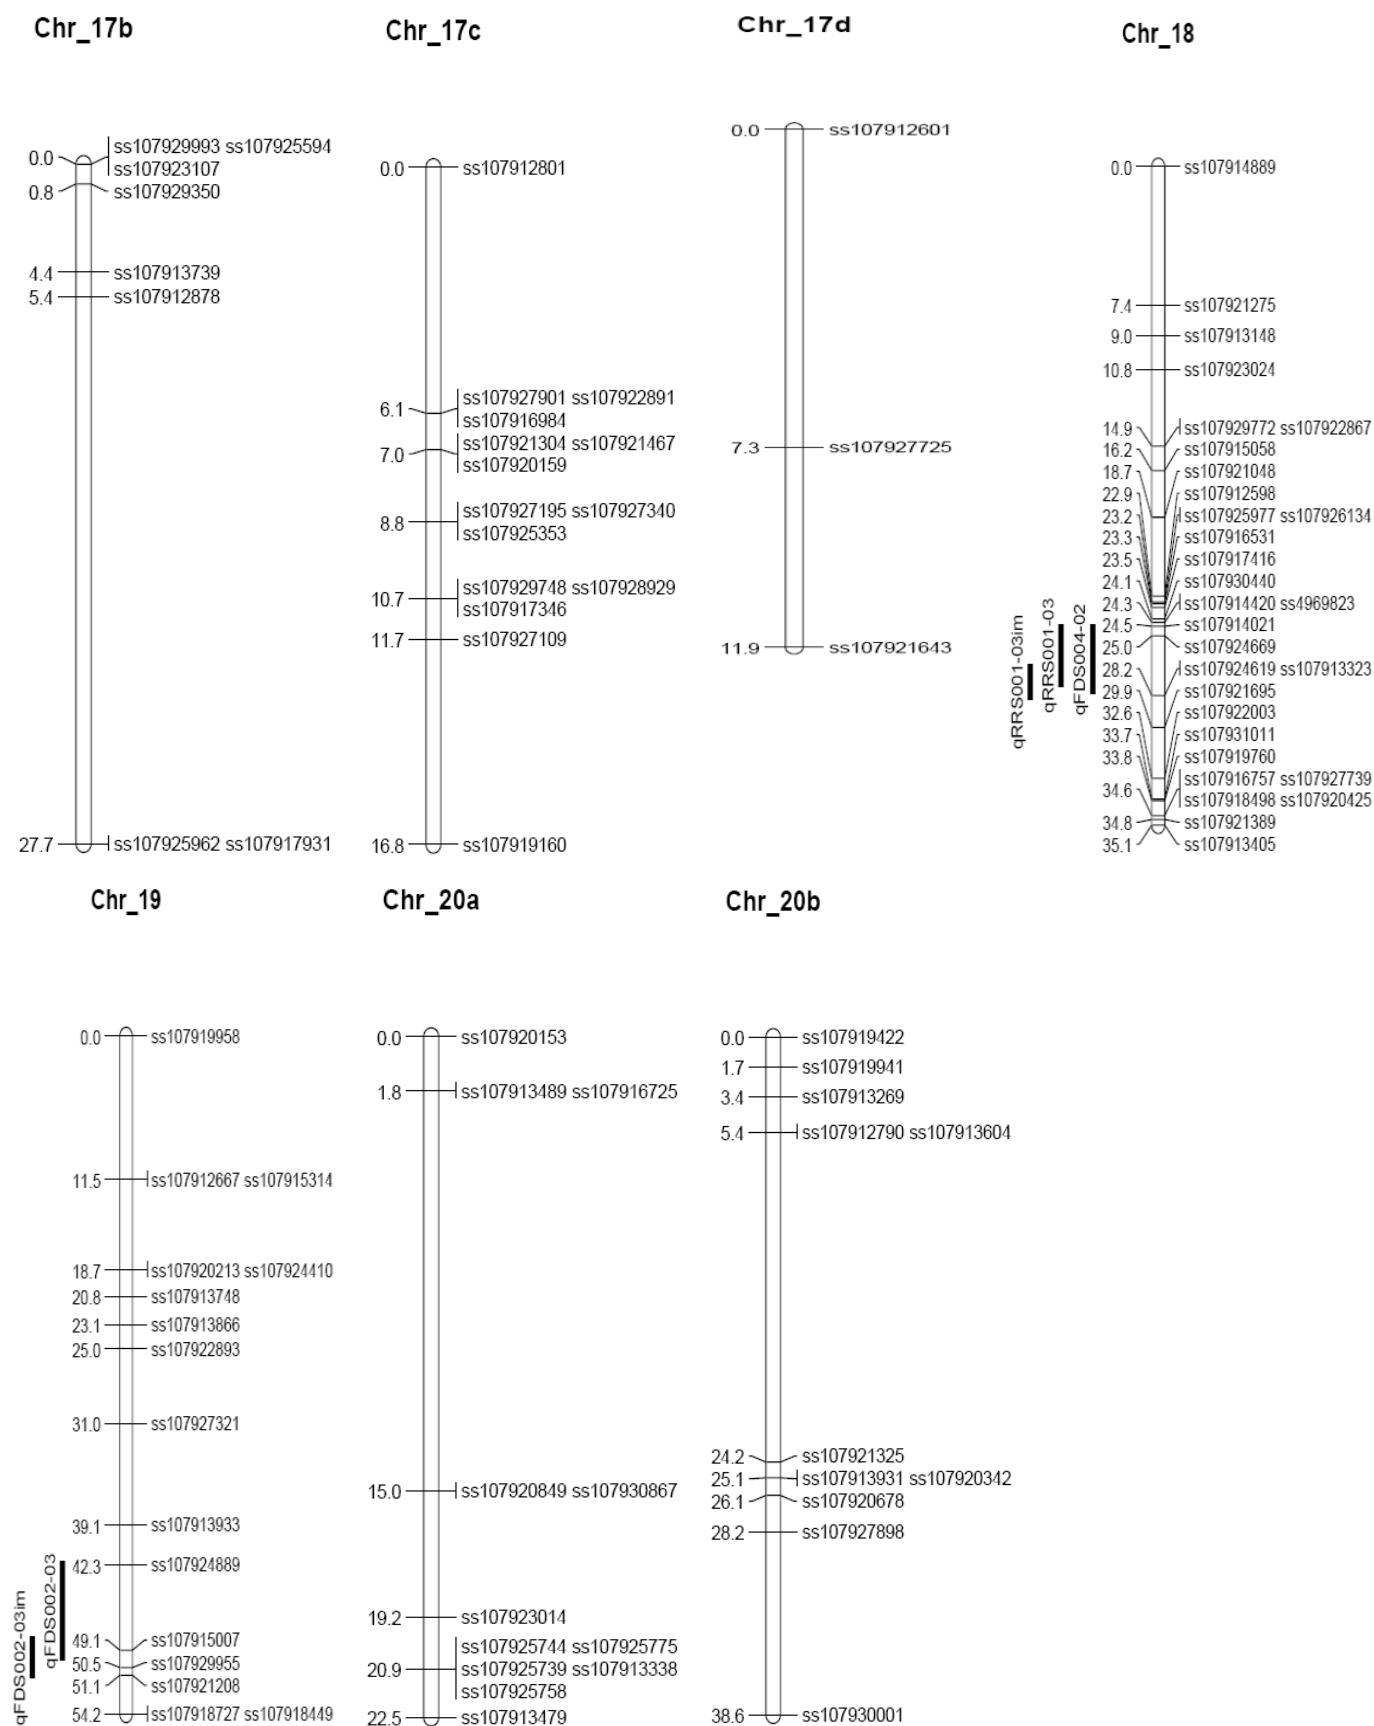 Chr_17b
0.0 ss107929993 ss107925594
ss107923107
0.8 ss107929350
4.4 ss107913739
5.4 ss107912878
27.7 ss107925962 ss107917931
Chr_17c
0.0 ss107912801
6.1 ss107927901 ss107922891
ss107916984
7.0 ss107921304 ss107921467
ss107920159
8.8 ss107927195 ss107927340
ss107925353
10.7 ss107929748 ss107928929
ss107917346
11.7 ss107927109
16.8 ss107919160
Chr_17d
0.0 ss107912601
7.3 ss107927725
11.9 ss107921643
Chr_18
0.0 ss107914889
7.4 ss107921275
9.0 ss107913148
10.8 ss107923024
14.9 ss107929772 ss107922867
16.2 ss107915058
18.7 ss107921048
22.9 ss107912598
23.2 ss107925977 ss107926134
23.3 ss107916531
23.5 ss107917416
24.1 ss107930440
24.3 ss107914420 ss4969823
24.5 ss107914021
25.0 ss107924669
28.2 ss107924619 ss107913323
29.9 ss107921695
32.6 ss107922003
33.7 ss107931011
33.8 ss107919760
34.6 ss107916757 ss107927739
ss107918498 ss107920425
34.8 ss107921389
35.1 ss107913405
qRRS001-03im
qRRS001-03
qFDS004-02
Chr_19
0.0 ss107919958
11.5 ss107912667 ss107915314
18.7 ss107920213 ss107924410
20.8 ss107913748
23.1 ss107913866
25.0 ss107922893
31.0 ss107927321
39.1 ss107913933
42.3 ss107924889
49.1 ss107915007
50.5 ss107929955
51.1 ss107921208
54.2 ss107918727 ss107918449
qFDS002-03im
qFDS002-03
Chr_20a
0.0 ss107920153
1.8 ss107913489 ss107916725
15.0 ss107920849 ss107930867
19.2 ss107923014
ss107925744 ss107925775
20.9 ss107925739 ss107913338
ss107925758
22.5 ss107913479
Chr_20b
0.0 ss107919422
1.7 ss107919941
3.4 ss107913269
5.4 ss107912790 ss107913604
24.2 ss107921325
25.1 ss107913931 ss107920342
26.1 ss107920678
28.2 ss107927898
38.6 ss107930001